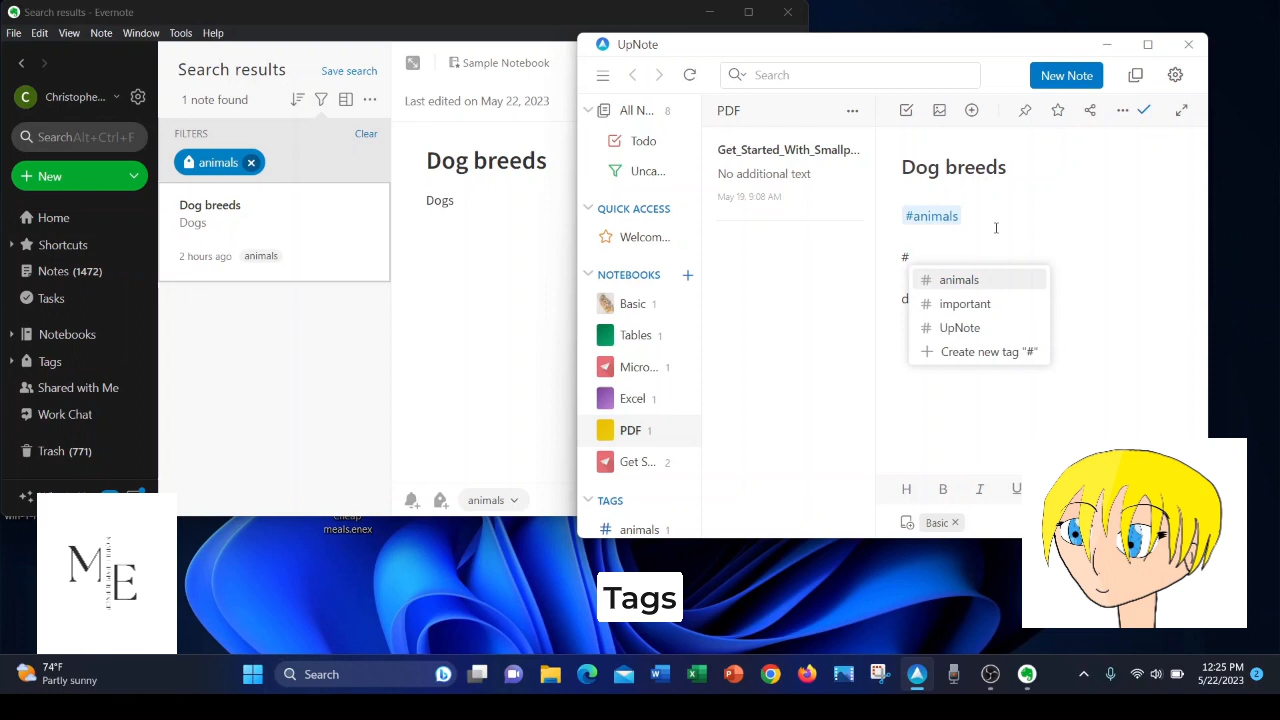 Search results - Evernote
File Edit View Note Window Tools Help
C Christophe...
Search Alt+Ctrl+F
New
Home
Shortcuts
Notes (1472)
Tasks
Notebooks
Tags
Shared with Me
Work Chat
Trash (771)
Search results Save search
1 note found
FILTERS Clear
animals
Dog breeds
Dogs
2 hours ago animals
Sample Notebook
Last edited on May 22, 2023
Dog breeds
Dogs
animals
UpNote
Search
New Note
All N... 8
Todo
Unca...
QUICK ACCESS
Welcom...
NOTEBOOKS
Basic 1
Tables 1
Micro... 1
Excel 1
PDF 1
Get S... 2
TAGS
# animals 1
PDF
Get_Started_With_Smallp...
No additional text
May 19, 9:08 AM
Dog breeds
#animals
#
# animals
# important
# UpNote
+ Create new tag "#"
d
H B I U
Basic
Cheap
meals.enex
M E
Tags
74°F
Partly sunny
Search
12:25 PM
5/22/2023
2